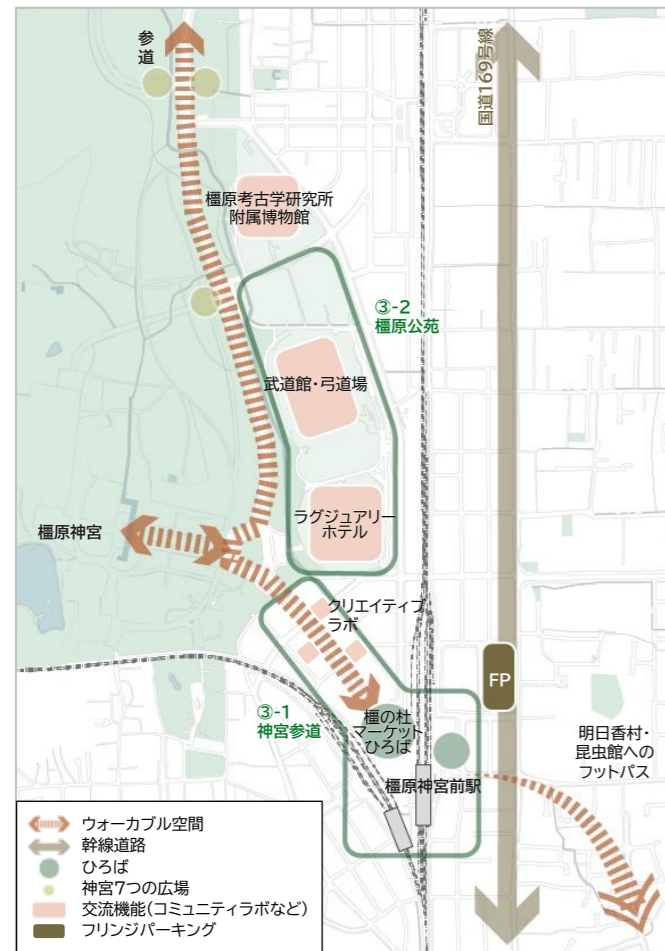 参
道
国道169号線
橿原考古学研究所
附属博物館
③-2
橿原公苑
武道館・弓道場
ラグジュアリー
ホテル
橿原神宮
クリエイティブ
ラボ
FP
③-1
神宮参道
橿の杜
マーケット
ひろば
明日香村・
昆虫館への
フットパス
橿原神宮前駅
ウォーカブル空間
幹線道路
ひろば
神宮7つの広場
交流機能(コミュニティラボなど)
フリンジパーキング